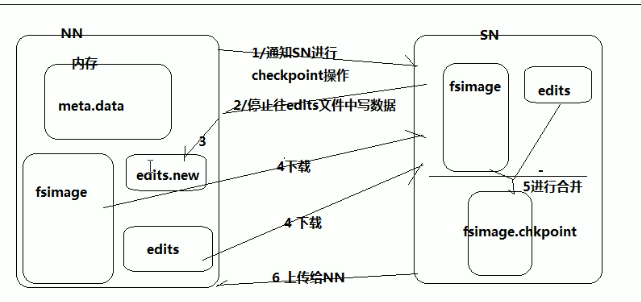 NN
SN
内存
meta.data
1/通知SN进行
checkpoint操作
2/停止往edits文件中写数据
3
edits.new
fsimage
edits
4下载
4 下载
fsimage
edits
5进行合并
fsimage.chkpoint
6 上传给NN